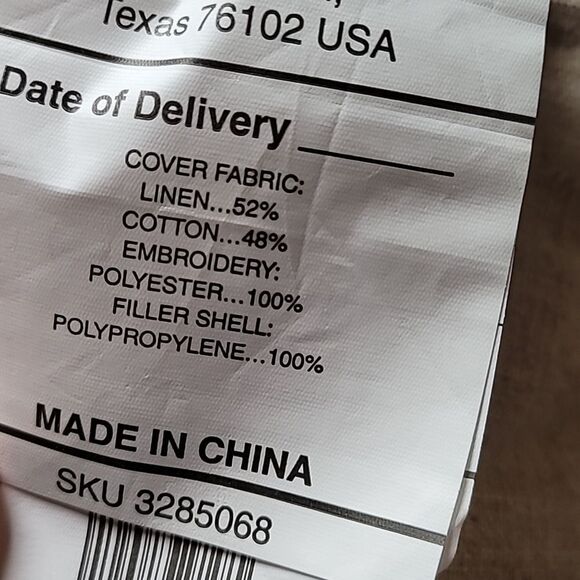 Texas 76102 USA
Date of Delivery
COVER FABRIC:
LINEN...52%
COTTON...48%
EMBROIDERY:
POLYESTER...100%
FILLER SHELL:
POLYPROPYLENE...100%
MADE IN CHINA
SKU 3285068